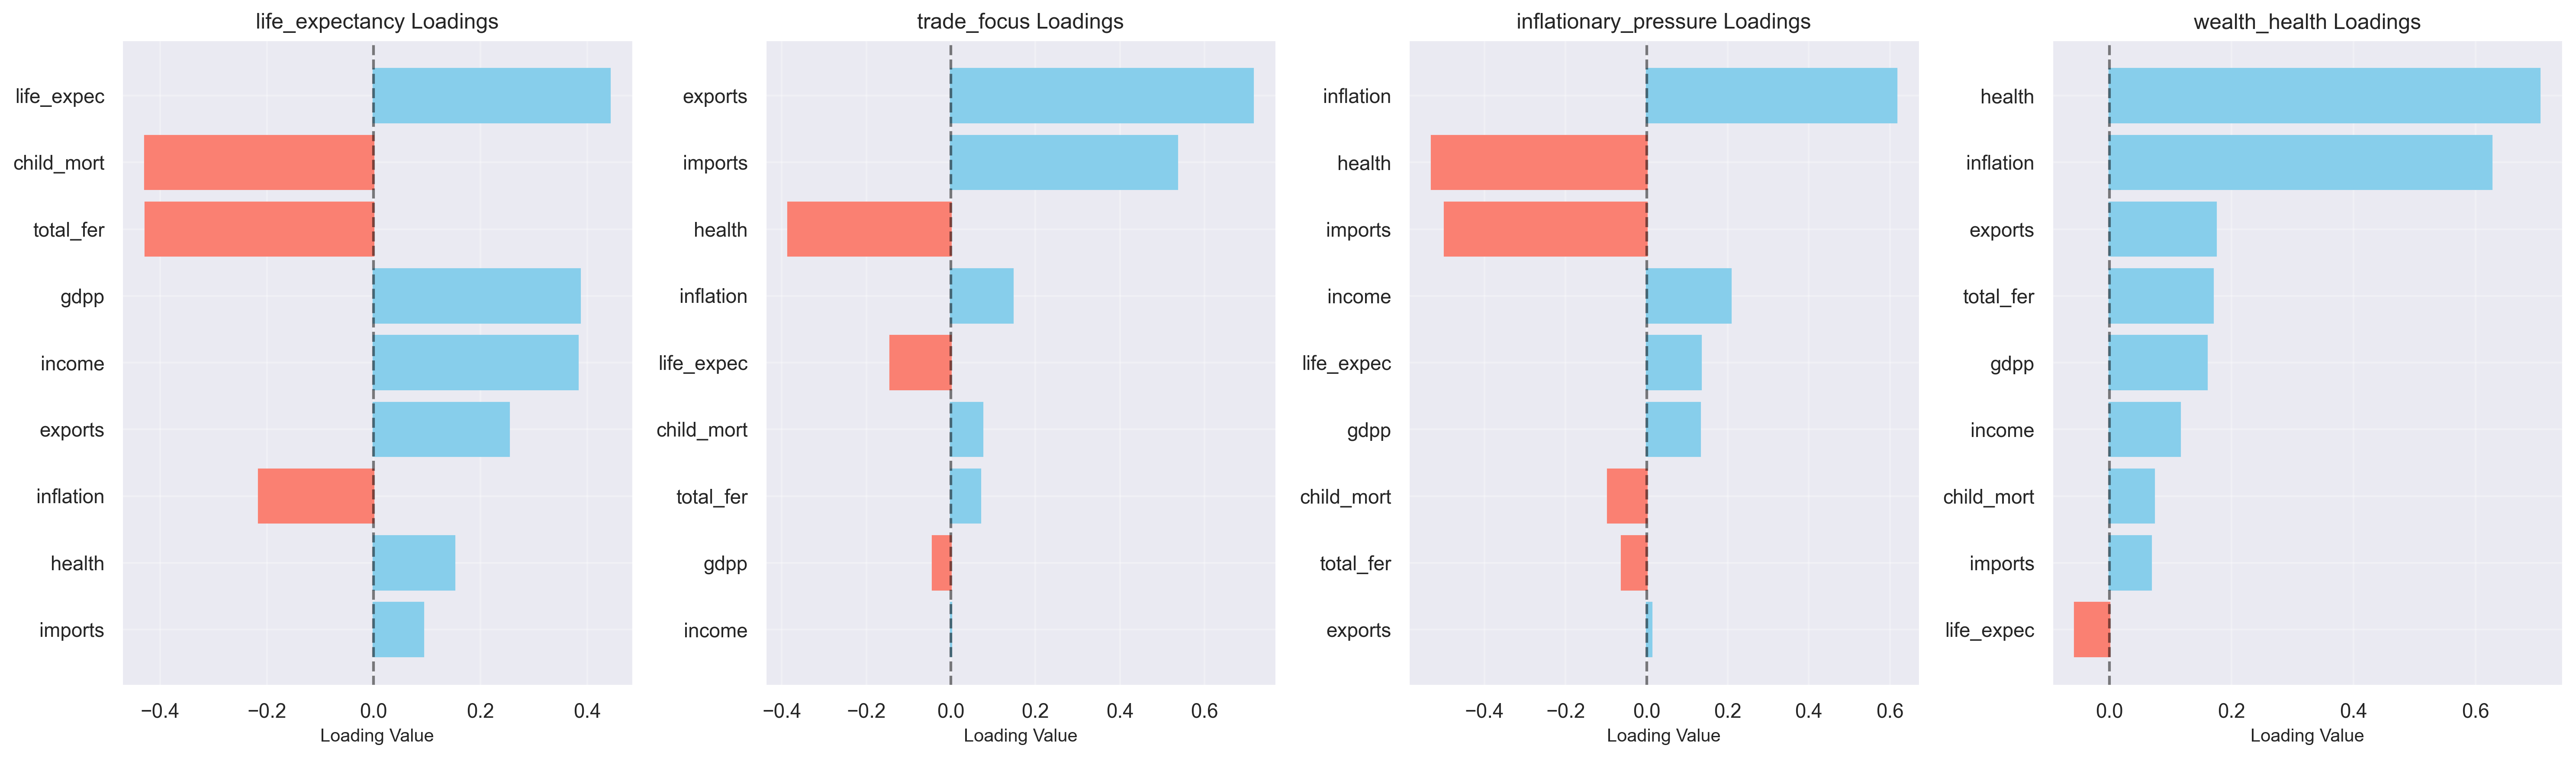 life_expectancy Loadings
life_expec
child_mort
total_fer
gdpp
income
exports
inflation
health
imports
−0.4 −0.2 0.0 0.2 0.4
Loading Value
trade_focus Loadings
exports
imports
health
inflation
life_expec
child_mort
total_fer
gdpp
income
−0.4 −0.2 0.0 0.2 0.4 0.6
Loading Value
inflationary_pressure Loadings
inflation
health
imports
income
life_expec
gdpp
child_mort
total_fer
exports
−0.4 −0.2 0.0 0.2 0.4 0.6
Loading Value
wealth_health Loadings
health
inflation
exports
total_fer
gdpp
income
child_mort
imports
life_expec
0.0 0.2 0.4 0.6
Loading Value